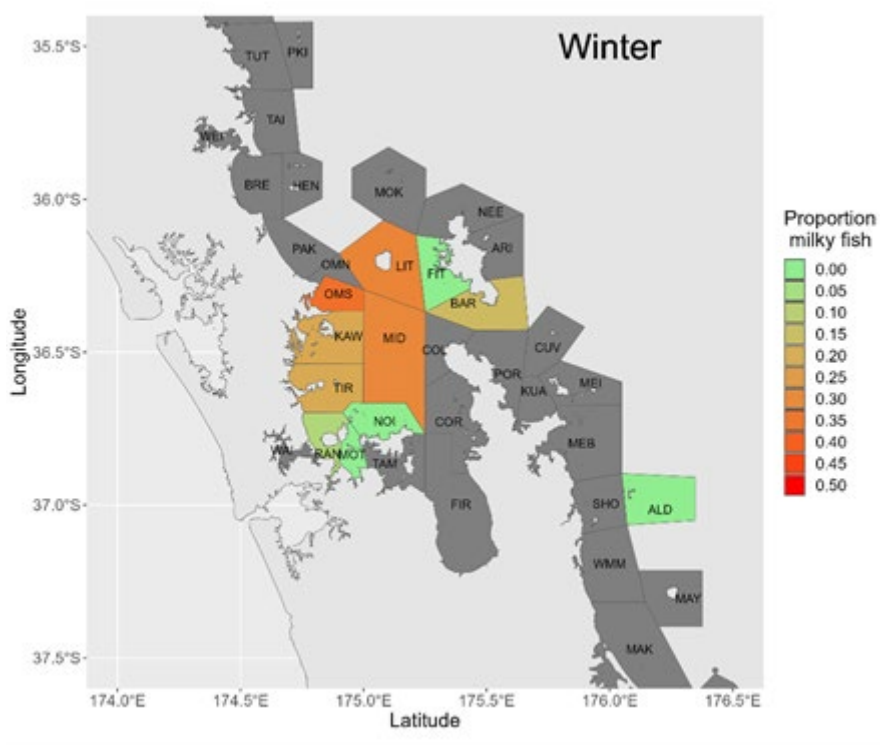 Winter
35.5°S
36.0°S
36.5°S
37.0°S
37.5°S
Longitude
TUT
PKI
TAI
WEI
BRE
HEN
MOK
NEE
ARI
PAK
OMN
LIT
FIT
OMS
BAR
KAW
MID
COL
CUV
TIR
POR
KUA
MEI
NOI
COR
MEB
WAI
RAN
MOT
TAM
FIR
SHO
ALD
WMM
MAY
MAK
174.0°E
174.5°E
175.0°E
175.5°E
176.0°E
176.5°E
Latitude
Proportion
milky fish
0.00
0.05
0.10
0.15
0.20
0.25
0.30
0.35
0.40
0.45
0.50